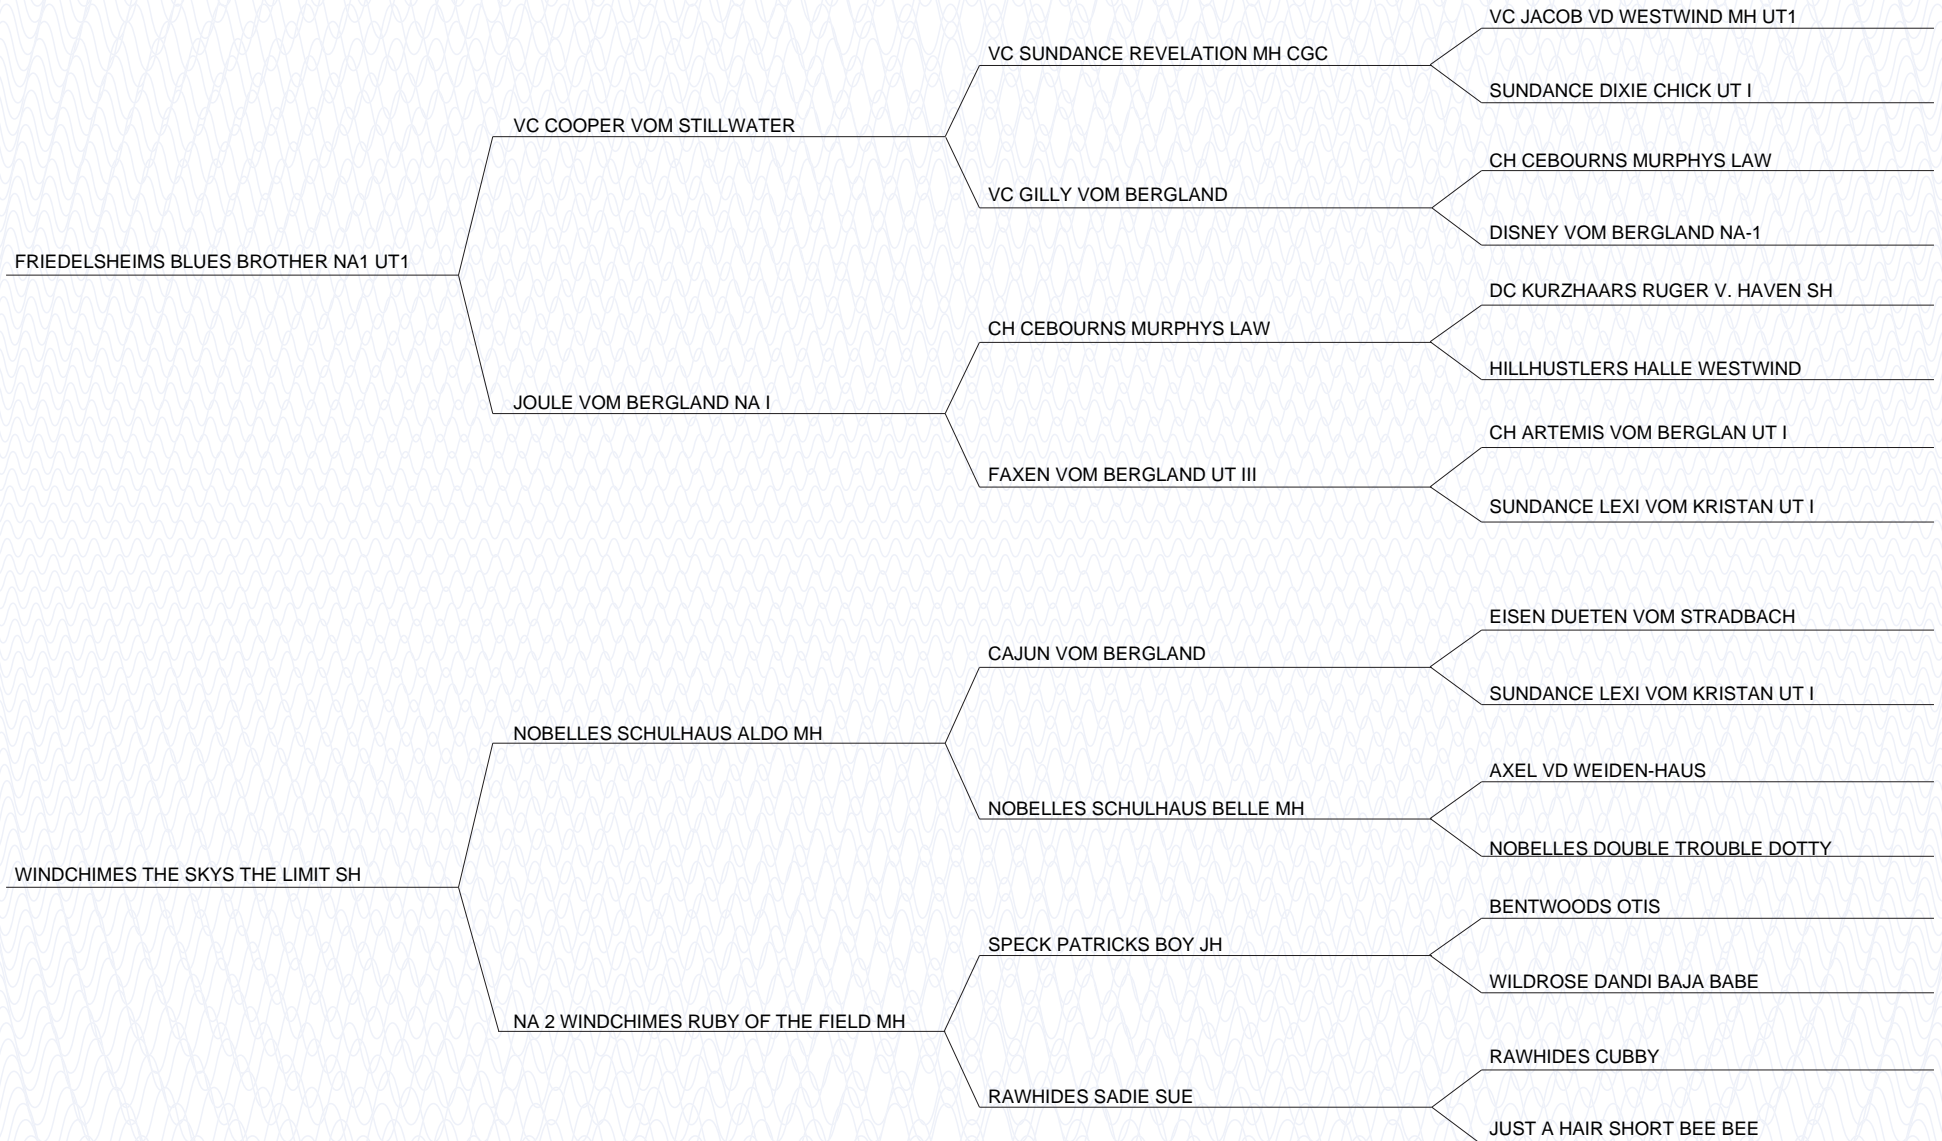 VC JACOB VD WESTWIND MH UT1
VC SUNDANCE REVELATION MH CGC
SUNDANCE DIXIE CHICK UT I
VC COOPER VOM STILLWATER
CH CEBOURNS MURPHYS LAW
VC GILLY VOM BERGLAND
DISNEY VOM BERGLAND NA-1
FRIEDELSHEIMS BLUES BROTHER NA1 UT1
DC KURZHAARS RUGER V. HAVEN SH
CH CEBOURNS MURPHYS LAW
HILLHUSTLERS HALLE WESTWIND
JOULE VOM BERGLAND NA I
CH ARTEMIS VOM BERGLAN UT I
FAXEN VOM BERGLAND UT III
SUNDANCE LEXI VOM KRISTAN UT I
EISEN DUETEN VOM STRADBACH
CAJUN VOM BERGLAND
SUNDANCE LEXI VOM KRISTAN UT I
NOBELLES SCHULHAUS ALDO MH
AXEL VD WEIDEN-HAUS
NOBELLES SCHULHAUS BELLE MH
NOBELLES DOUBLE TROUBLE DOTTY
WINDCHIMES THE SKYS THE LIMIT SH
BENTWOODS OTIS
SPECK PATRICKS BOY JH
WILDROSE DANDI BAJA BABE
NA 2 WINDCHIMES RUBY OF THE FIELD MH
RAWHIDES CUBBY
RAWHIDES SADIE SUE
JUST A HAIR SHORT BEE BEE